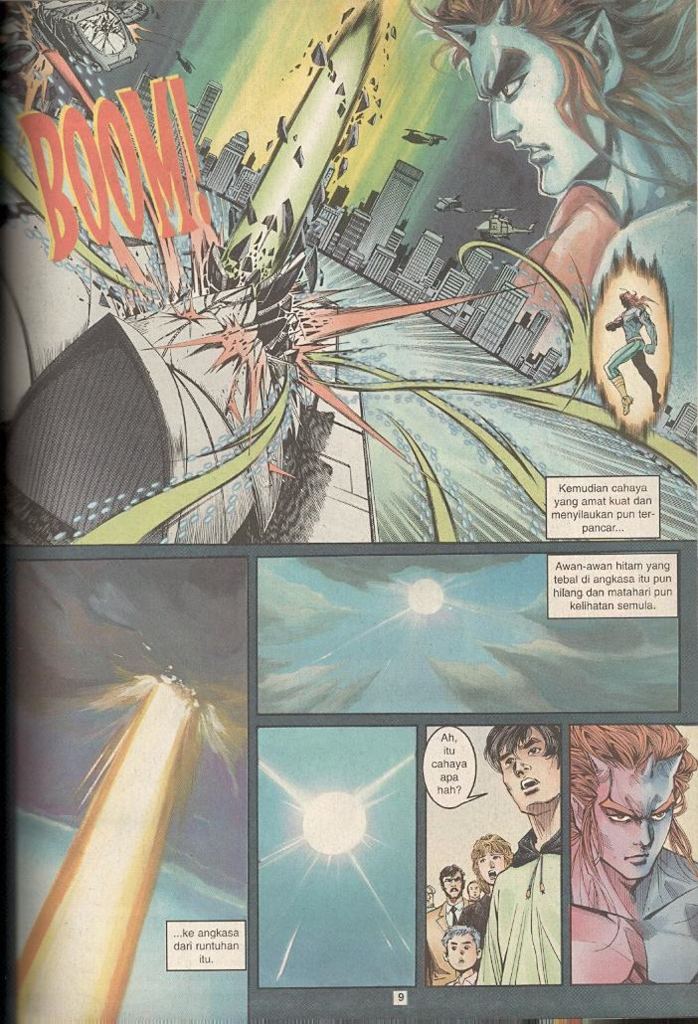 BOOM!
Kemudian cahaya
yang amat kuat dan
menyilaukan pun ter-
pancar...
...ke angkasa
dari runtuhan
itu.
Awan-awan hitam yang
tebal di angkasa itu pun
hilang dan matahari pun
kelihatan semula.
Ah,
itu
cahaya
apa
hah?
9